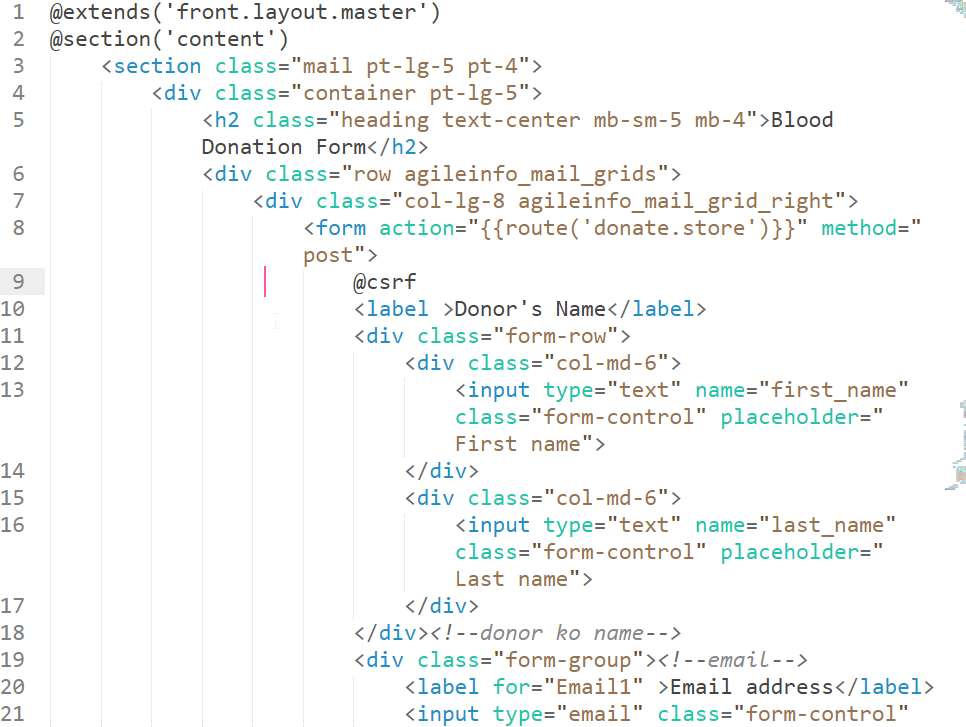 1 @extends('front.layout.master')
2 @section('content')
3 <section class="mail pt-lg-5 pt-4">
4 <div class="container pt-lg-5">
5 <h2 class="heading text-center mb-sm-5 mb-4">Blood
Donation Form</h2>
6 <div class="row agileinfo_mail_grids">
7 <div class="col-lg-8 agileinfo_mail_grid_right">
8 <form action="{{route('donate.store')}}" method="
post">
9 @csrf
10 <label >Donor's Name</label>
11 <div class="form-row">
12 <div class="col-md-6">
13 <input type="text" name="first_name"
class="form-control" placeholder="
First name">
14 </div>
15 <div class="col-md-6">
16 <input type="text" name="last_name"
class="form-control" placeholder="
Last name">
17 </div>
18 </div><!--donor ko name-->
19 <div class="form-group"><!--email-->
20 <label for="Email1" >Email address</label>
21 <input type="email" class="form-control"